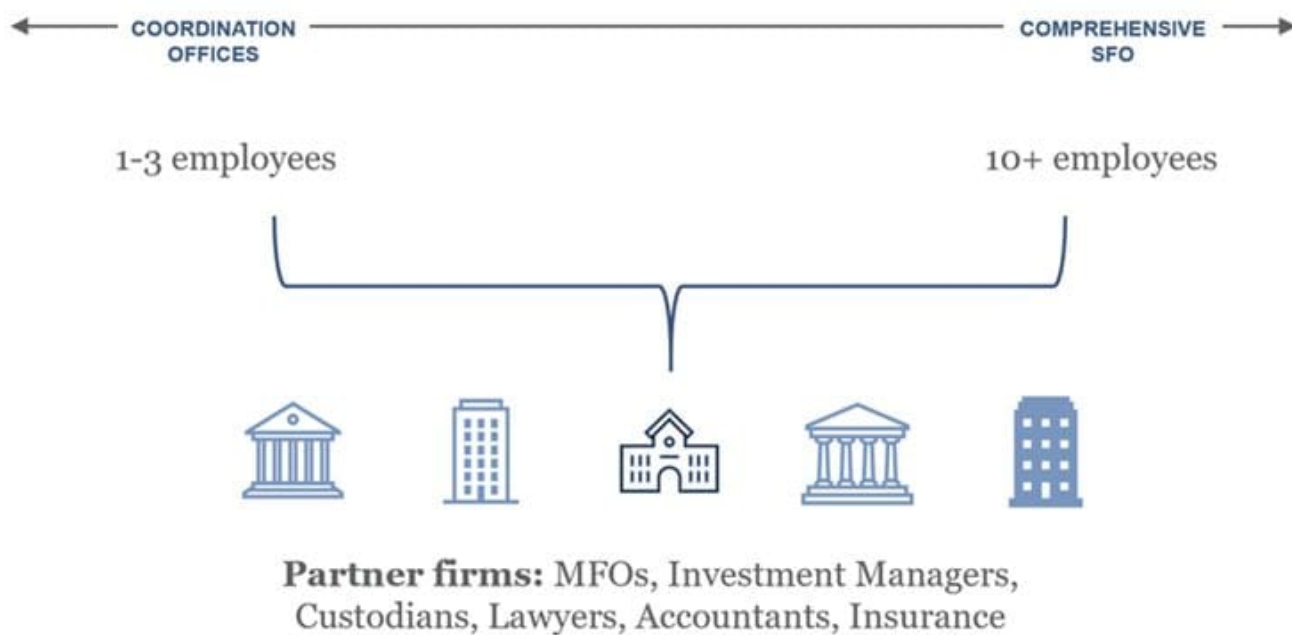 COORDINATION
OFFICES
COMPREHENSIVE
SFO
1-3 employees
10+ employees
Partner firms: MFOs, Investment Managers,
Custodians, Lawyers, Accountants, Insurance